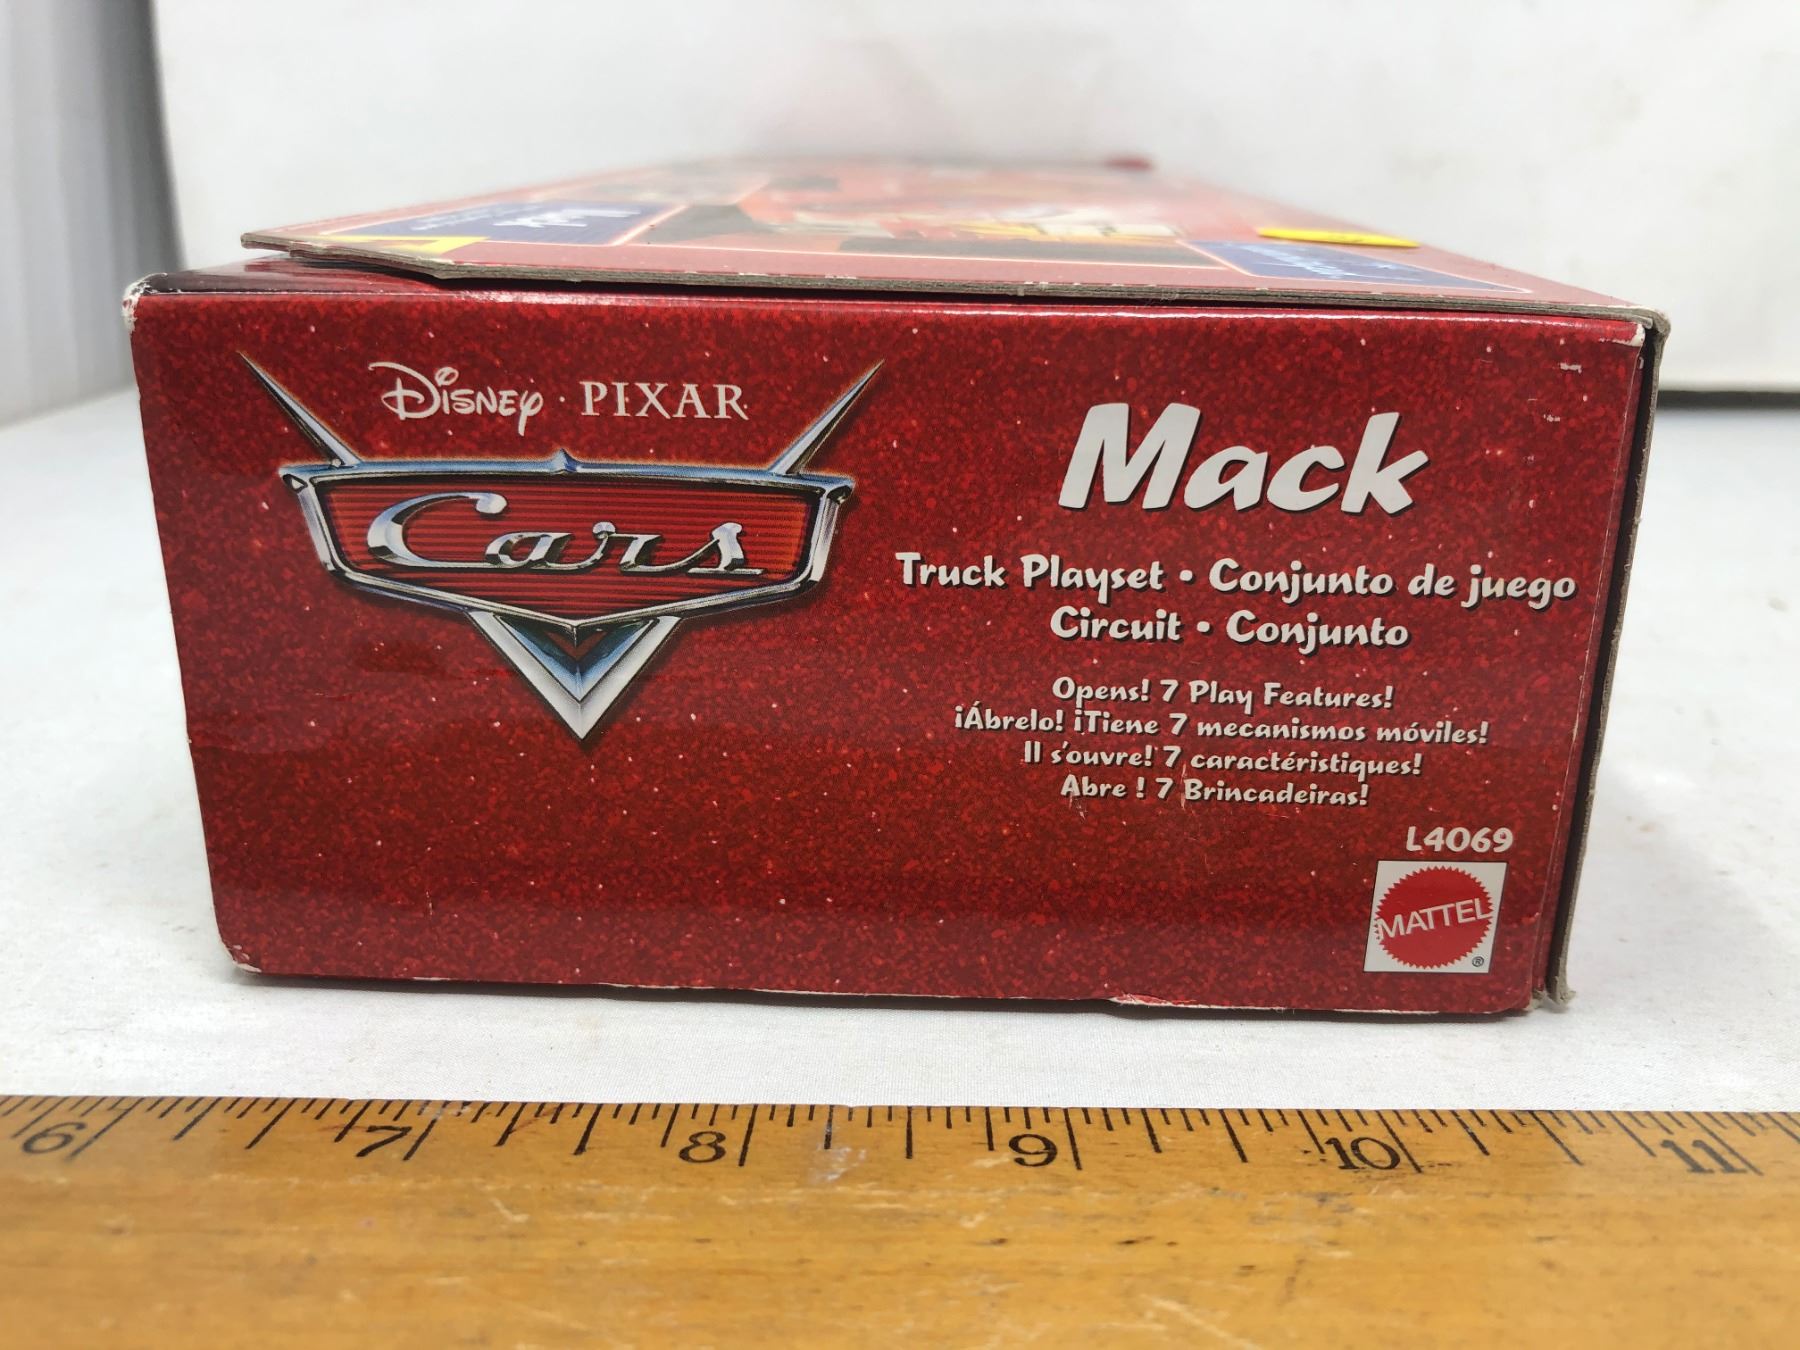 Disney · PIXAR
Cars
Mack
Truck Playset • Conjunto de juego
Circuit • Conjunto
Opens! 7 Play Features!
¡Ábrelo! ¡Tiene 7 mecanismos móviles!
Il s'ouvre! 7 caractéristiques!
Abre ! 7 Brincadeiras!
L4069
MATTEL
®
6 7 8 9 10 11